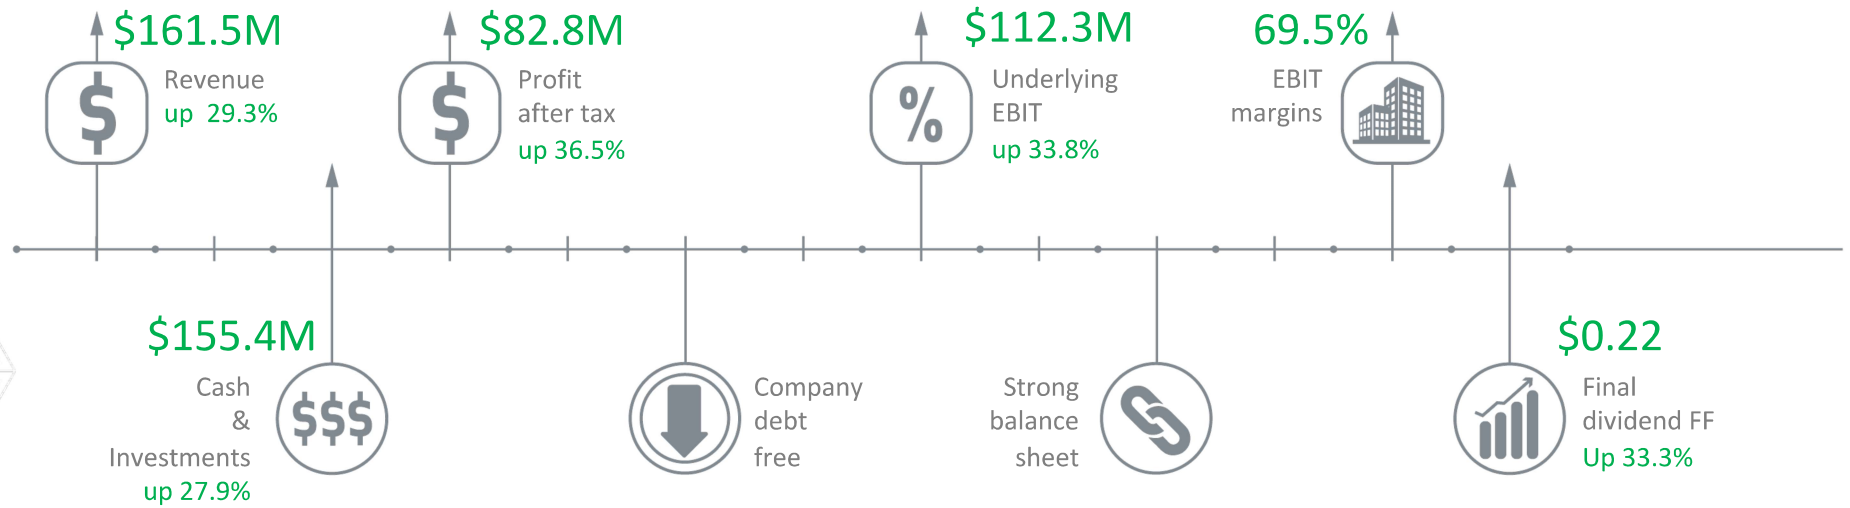 $161.5M
Revenue
up 29.3%
$82.8M
Profit
after tax
up 36.5%
$112.3M
Underlying
EBIT
up 33.8%
69.5%
EBIT
margins
$155.4M
Cash
&
Investments
up 27.9%
$$$
Company
debt
free
Strong
balance
sheet
$0.22
Final
dividend FF
Up 33.3%
$
$
%